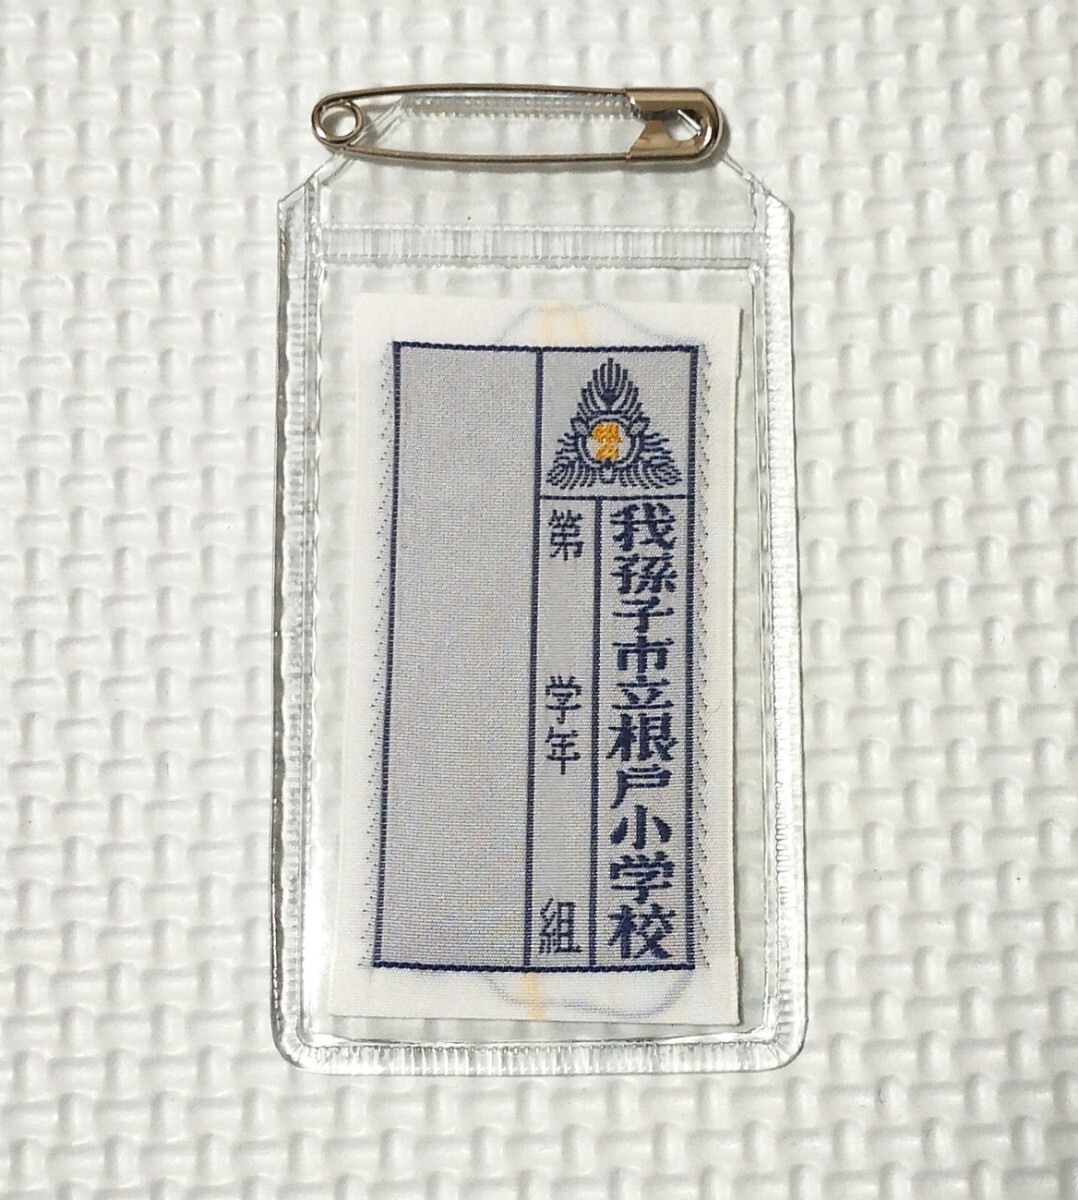 我孫子市立根戸小学校
第 学年 組